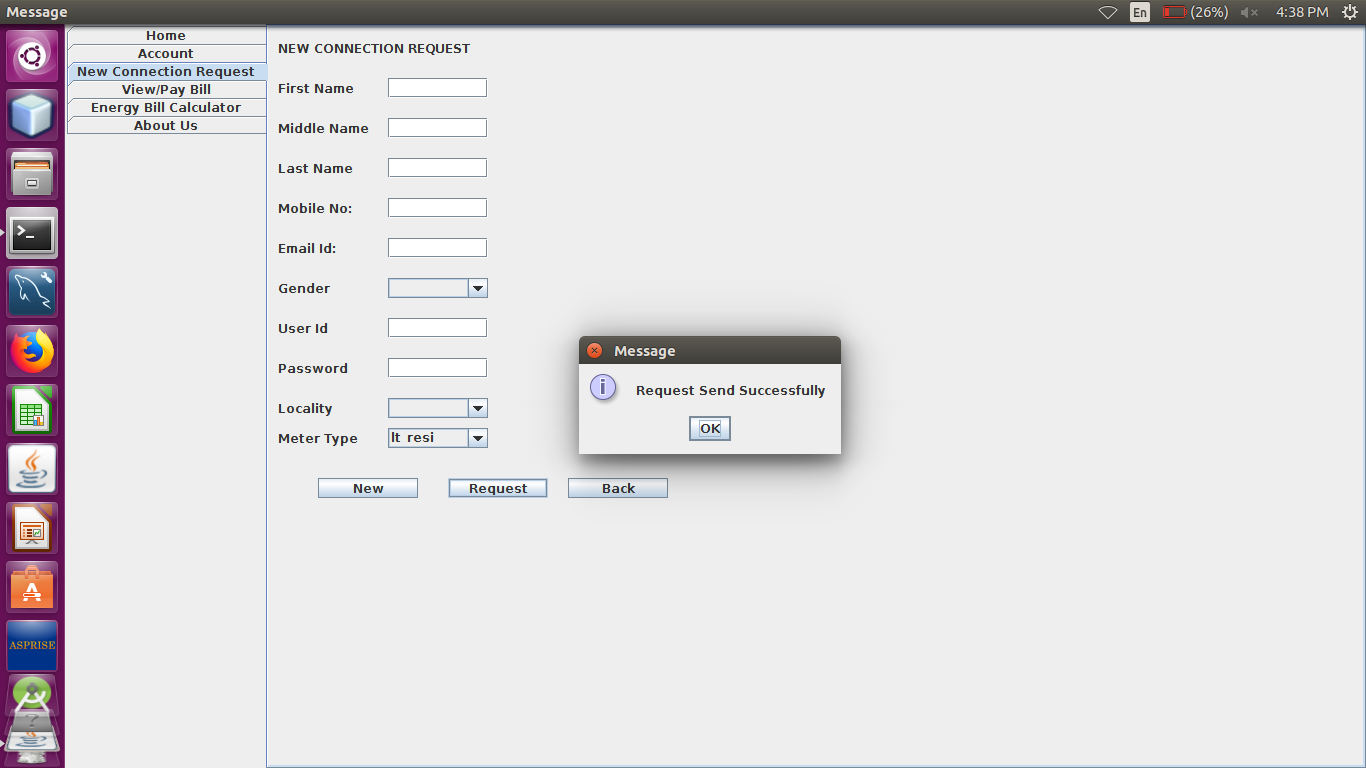 Message
En
(26%)
4:38 PM
Home
Account
New Connection Request
View/Pay Bill
Energy Bill Calculator
About Us
NEW CONNECTION REQUEST
First Name
Middle Name
Last Name
Mobile No:
Email Id:
Gender
User Id
Password
Locality
Meter Type
lt resi
New
Request
Back
Message
i
Request Send Successfully
OK
>_
A
ASPRISE
?